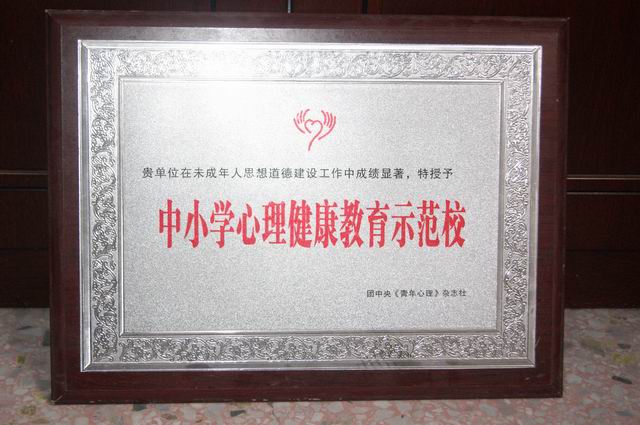 贵单位在未成年人思想道德建设工作中成绩显著，特授予
中小学心理健康教育示范校
团中央《青年心理》杂志社